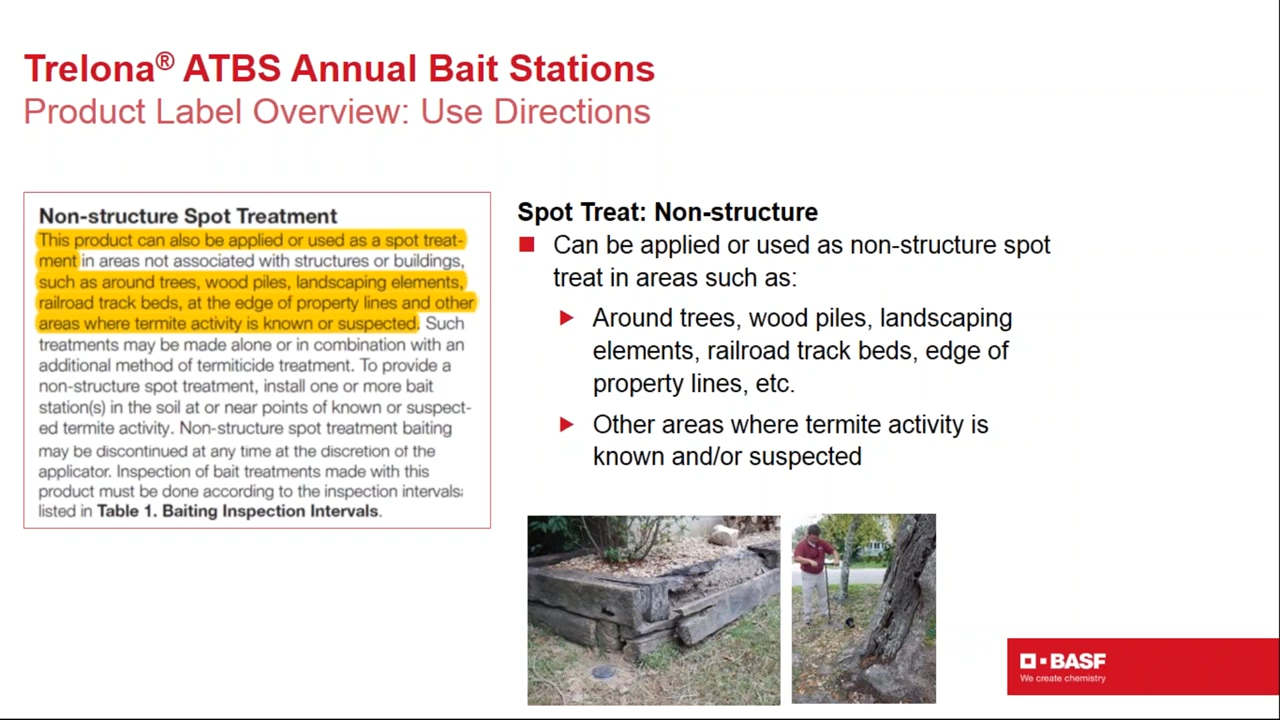 Trelona® ATBS Annual Bait Stations
Product Label Overview: Use Directions
Non-structure Spot Treatment
This product can also be applied or used as a spot treat-
ment in areas not associated with structures or buildings,
such as around trees, wood piles, landscaping elements,
railroad track beds, at the edge of property lines and other
areas where termite activity is known or suspected. Such
treatments may be made alone or in combination with an
additional method of termiticide treatment. To provide a
non-structure spot treatment, install one or more bait
station(s) in the soil at or near points of known or suspect-
ed termite activity. Non-structure spot treatment baiting
may be discontinued at any time at the discretion of the
applicator. Inspection of bait treatments made with this
product must be done according to the inspection intervals
listed in Table 1. Baiting Inspection Intervals.
Spot Treat: Non-structure
Can be applied or used as non-structure spot
treat in areas such as:
Around trees, wood piles, landscaping
elements, railroad track beds, edge of
property lines, etc.
Other areas where termite activity is
known and/or suspected
BASF
We create chemistry